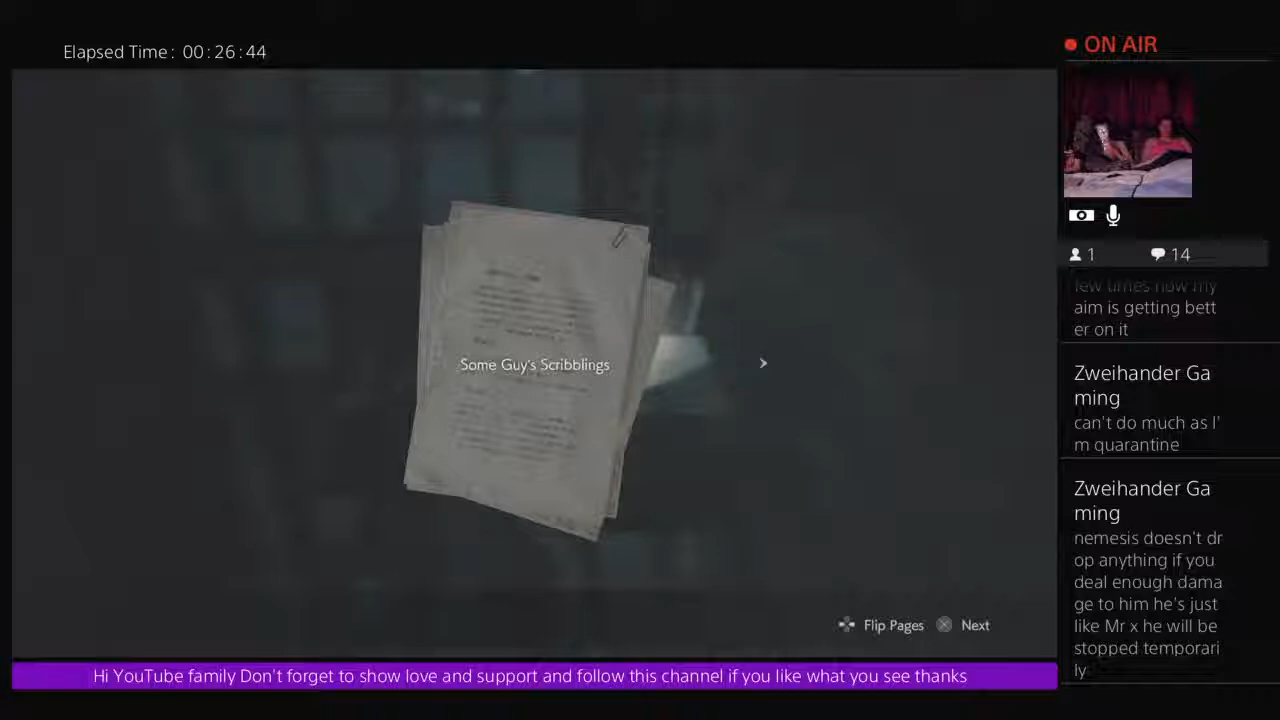 Elapsed Time: 00:26:44
ON AIR
1
14
few times now my
aim is getting bett
er on it
Zweihander Ga
ming
can't do much as I'
m quarantine
Zweihander Ga
ming
nemesis doesn't dr
op anything if you
deal enough dama
ge to him he's just
like Mr x he will be
stopped temporari
ly
Some Guy's Scribblings
Flip Pages
Next
Hi YouTube family Don't forget to show love and support and follow this channel if you like what you see thanks